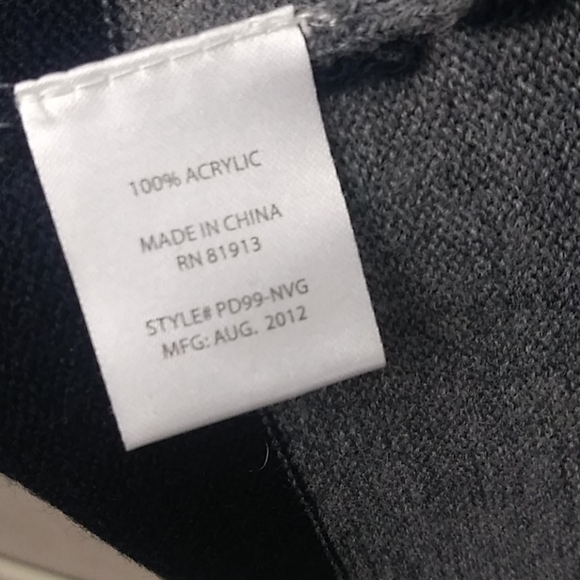 100% ACRYLIC
MADE IN CHINA
RN 81913
STYLE# PD99-NVG
MFG: AUG. 2012